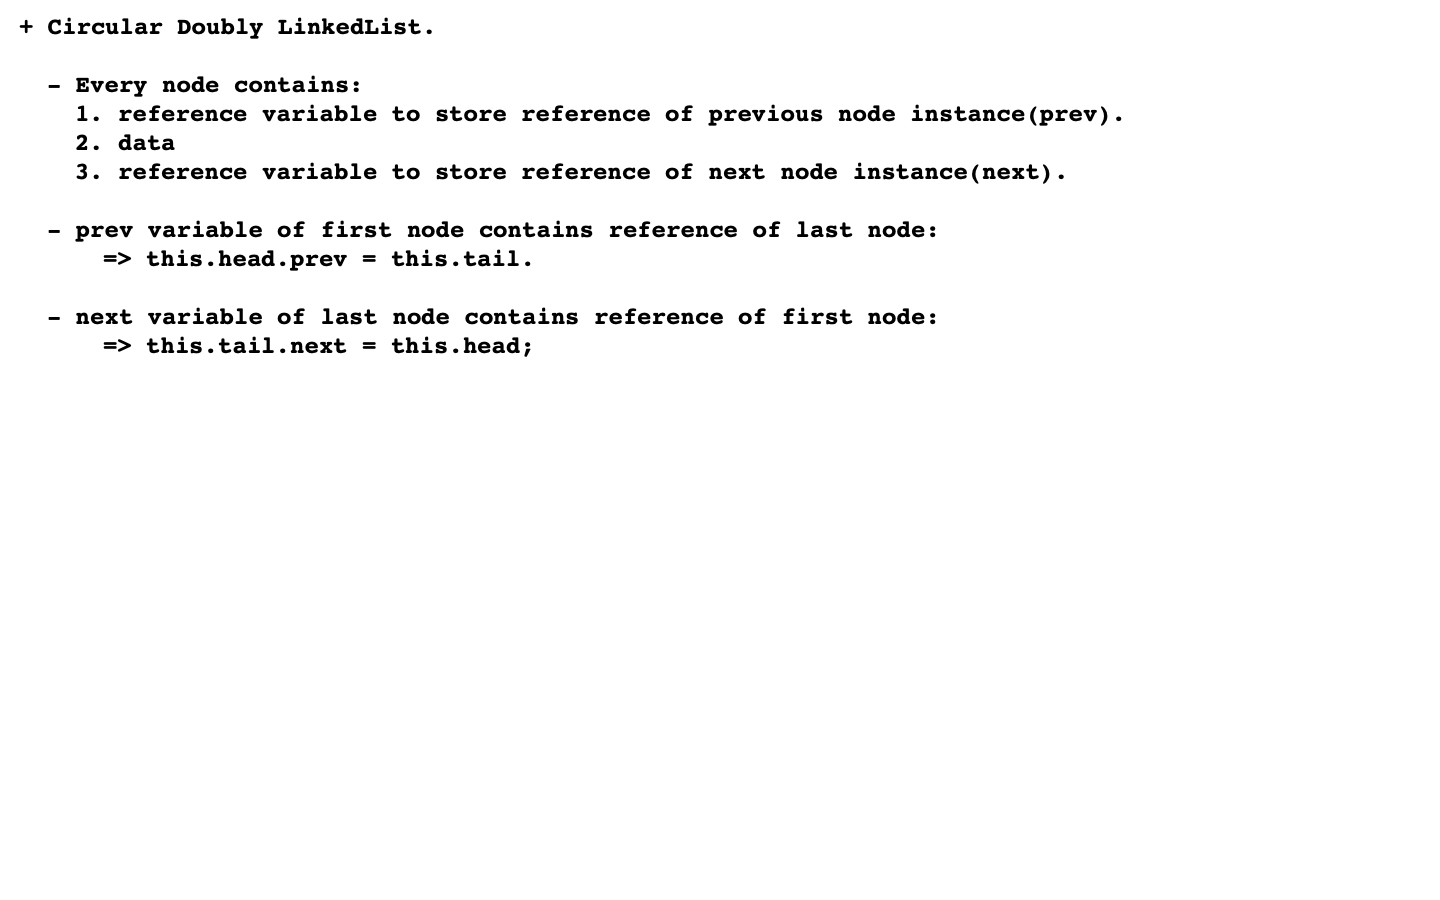 + Circular Doubly LinkedList.
- Every node contains:
1. reference variable to store reference of previous node instance(prev).
2. data
3. reference variable to store reference of next node instance(next).
- prev variable of first node contains reference of last node:
=> this.head.prev = this.tail.
- next variable of last node contains reference of first node:
=> this.tail.next = this.head;